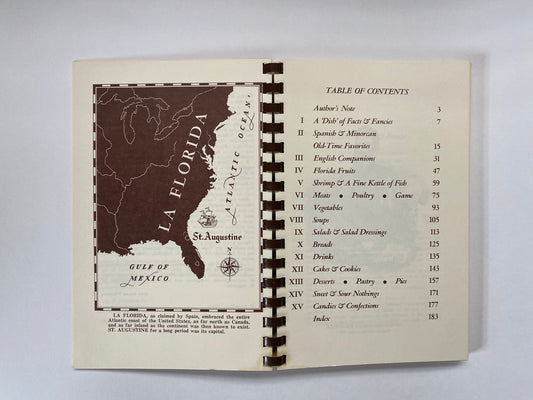 LA FLORIDA
ATLANTIC OCEAN
St. Augustine
N
GULF OF
MEXICO
LA FLORIDA, as claimed by Spain, embraced the entire
Atlantic coast of the United States, as far north as Canada,
and as far inland as the continent was then known to exist.
ST. AUGUSTINE for a long period was its capital.
TABLE OF CONTENTS
Author's Note 3
I A 'Dish' of Facts & Fancies 7
II Spanish & Minorcan
Old-Time Favorites 15
III English Companions 31
IV Florida Fruits 47
V Shrimp & A Fine Kettle of Fish 59
VI Meats • Poultry • Game 75
VII Vegetables 93
VIII Soups 105
IX Salads & Salad Dressings 113
X Breads 125
XI Drinks 135
XII Cakes & Cookies 143
XIII Desserts • Pastry • Pies 157
XIV Sweet & Sour Nothings 171
XV Candies & Confections 177
Index 183